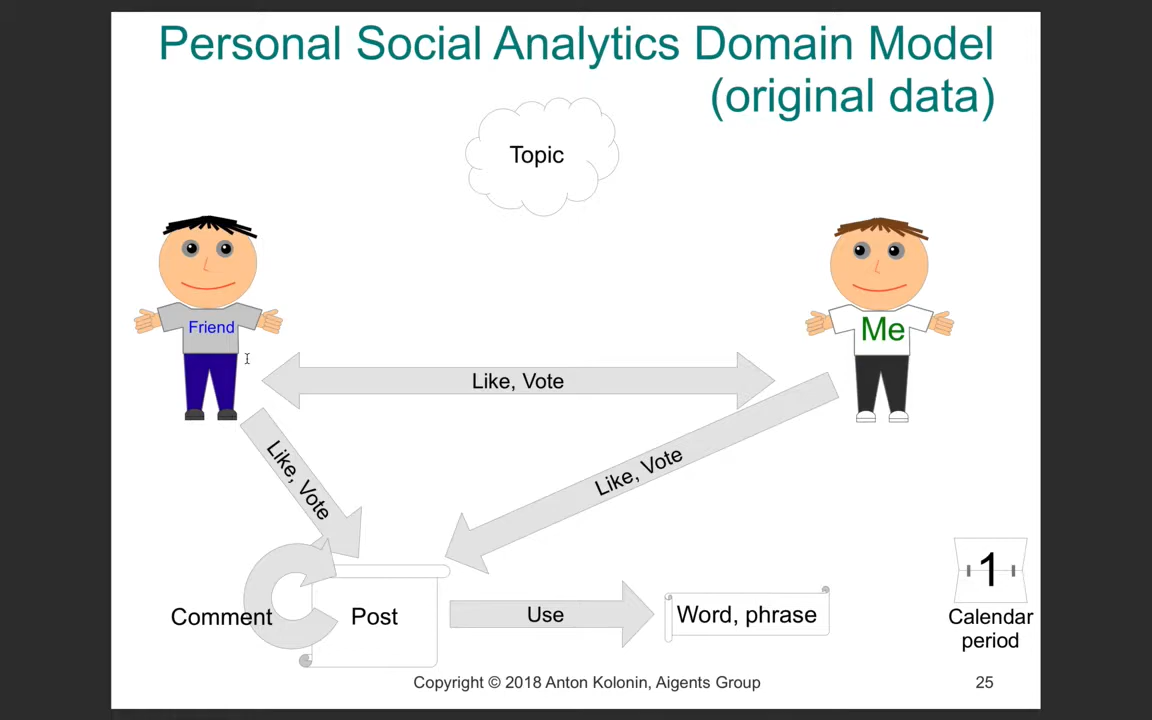 Personal Social Analytics Domain Model
(original data)
Topic
Friend
Me
Like, Vote
Like, Vote
Like, Vote
Comment
Post
Use
Word, phrase
1
Calendar
period
Copyright © 2018 Anton Kolonin, Aigents Group
25